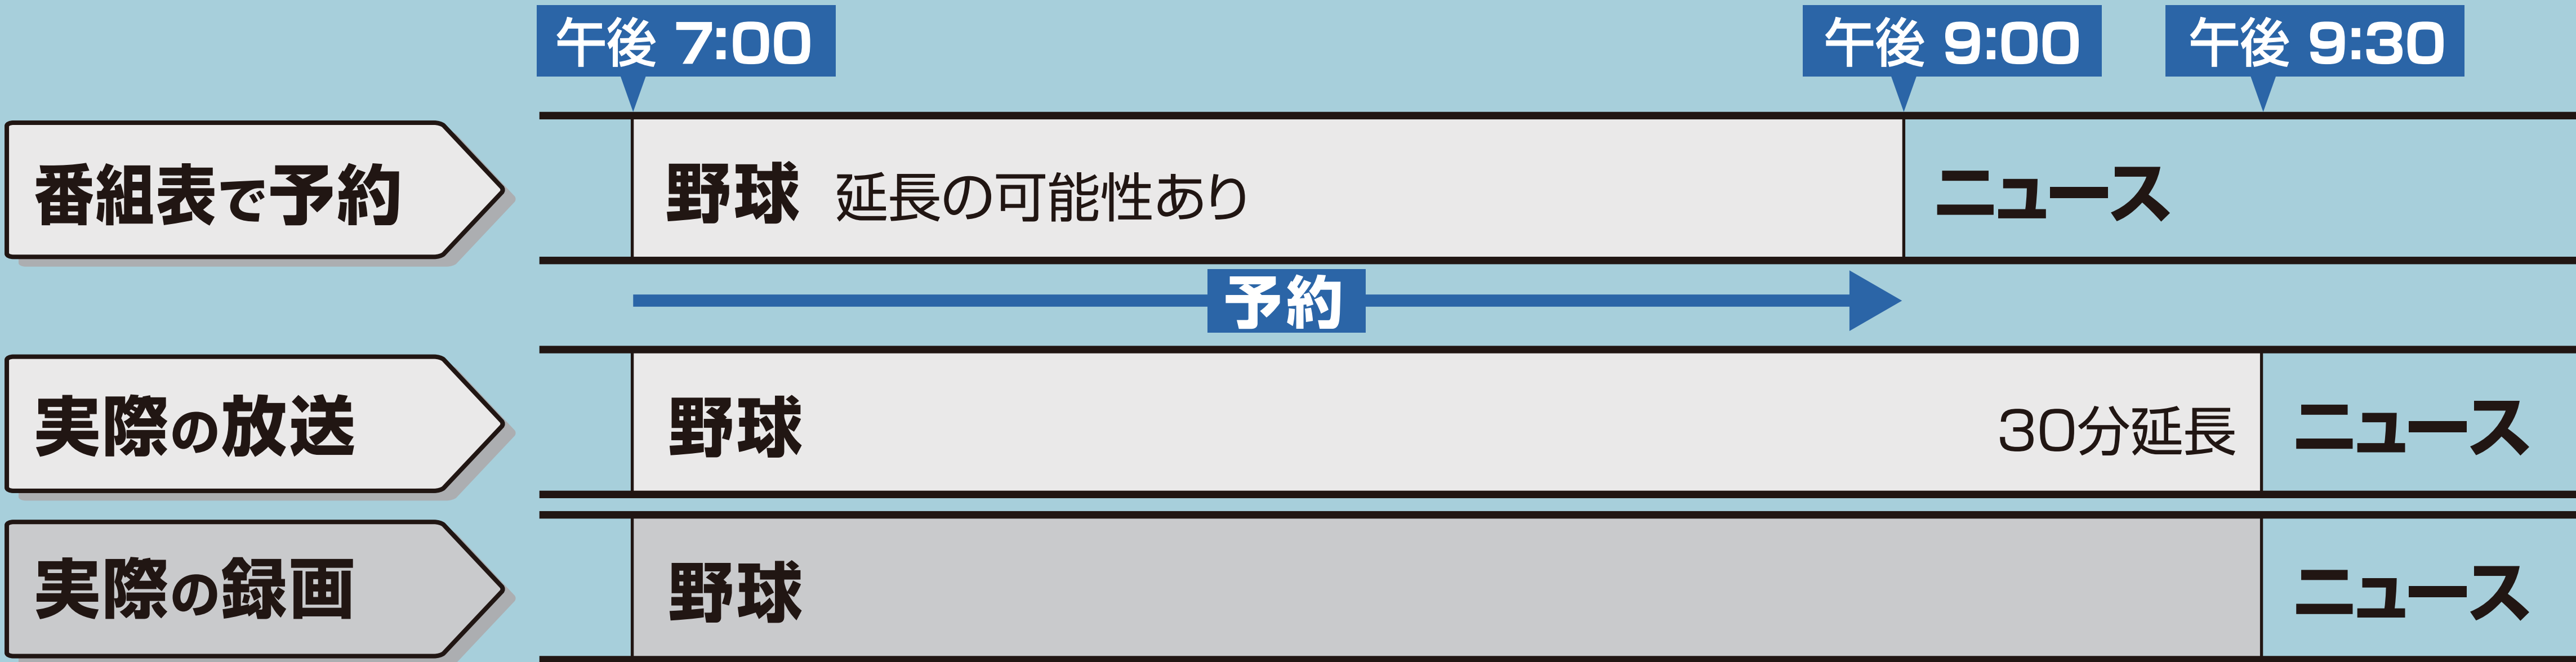 午後 7:00
午後 9:00
午後 9:30
番組表で予約
野球 延長の可能性あり
ニュース
予約
実際の放送
野球
30分延長
ニュース
実際の録画
野球
ニュース